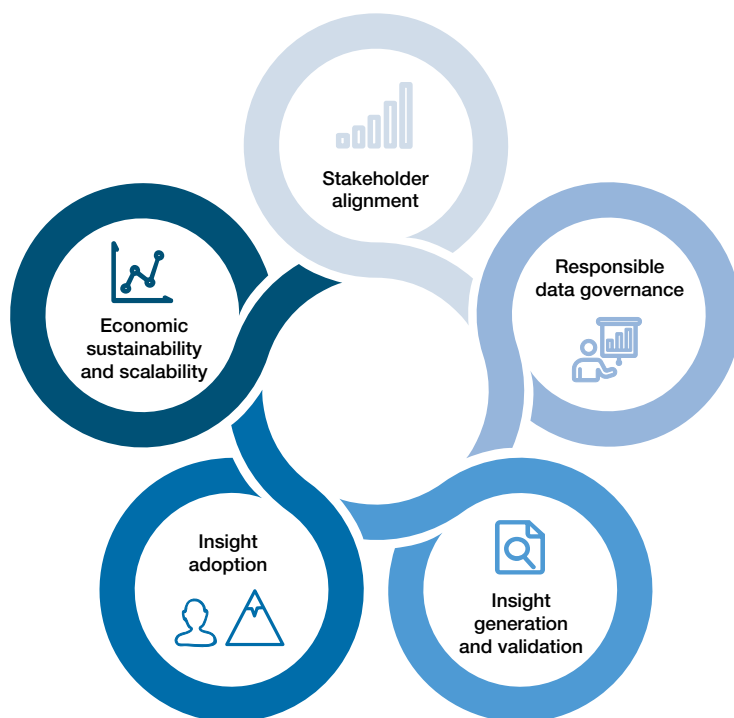 Stakeholder
alignment
Responsible
data governance
Insight
generation
and validation
Insight
adoption
Economic
sustainability
and scalability